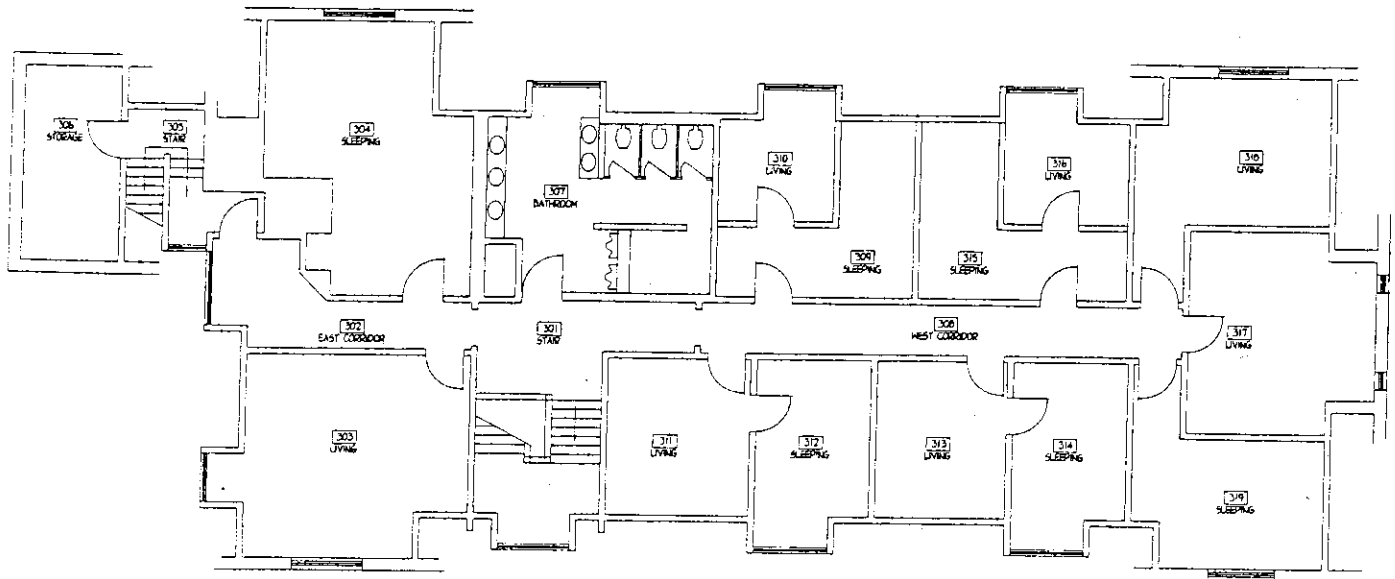 306
STORAGE
305
STAIR
304
SLEEPING
307
BATHROOM
310
LIVING
316
LIVING
318
LIVING
309
SLEEPING
315
SLEEPING
302
EAST CORRIDOR
301
STAIR
308
WEST CORRIDOR
317
LIVING
303
LIVING
311
LIVING
312
SLEEPING
313
LIVING
314
SLEEPING
319
SLEEPING